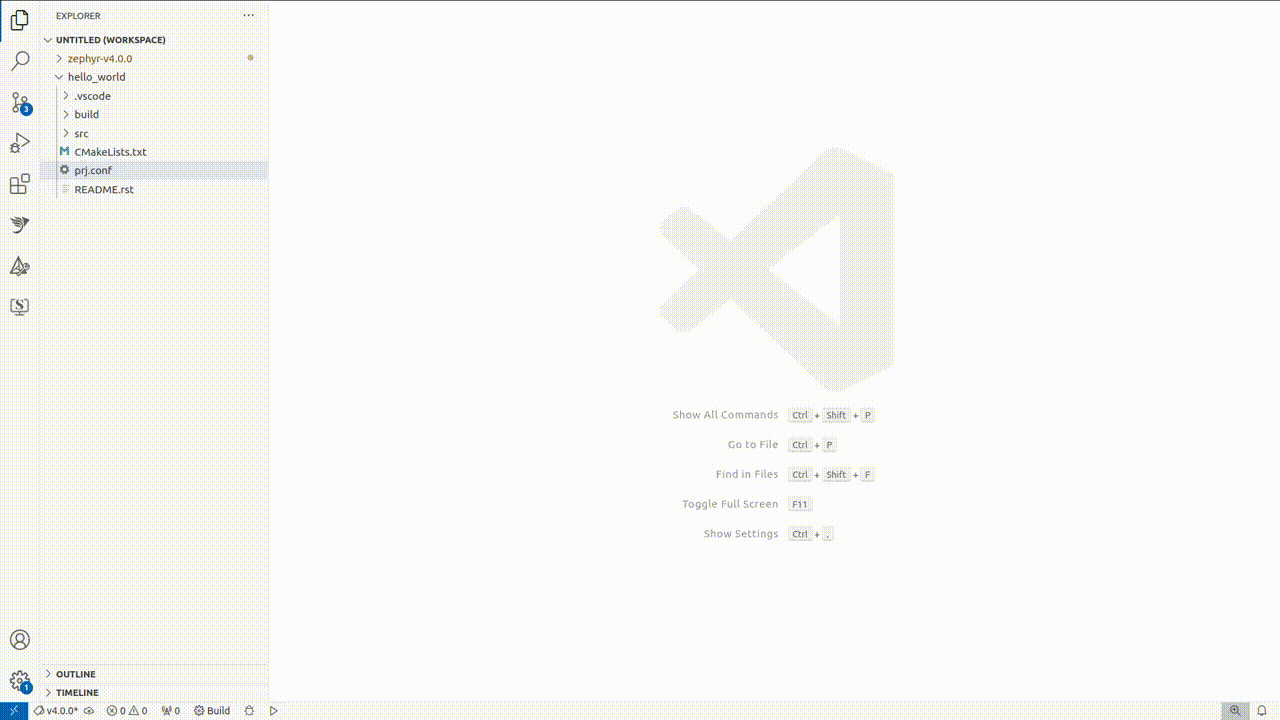 EXPLORER ···
UNTITLED (WORKSPACE)
zephyr-v4.0.0
hello_world
.vscode
build
src
CMakeLists.txt
prj.conf
README.rst
Show All Commands Ctrl + Shift + P
Go to File Ctrl + P
Find in Files Ctrl + Shift + F
Toggle Full Screen F11
Show Settings Ctrl + ,
3
1
OUTLINE
TIMELINE
v4.0.0* 0 0 0 Build